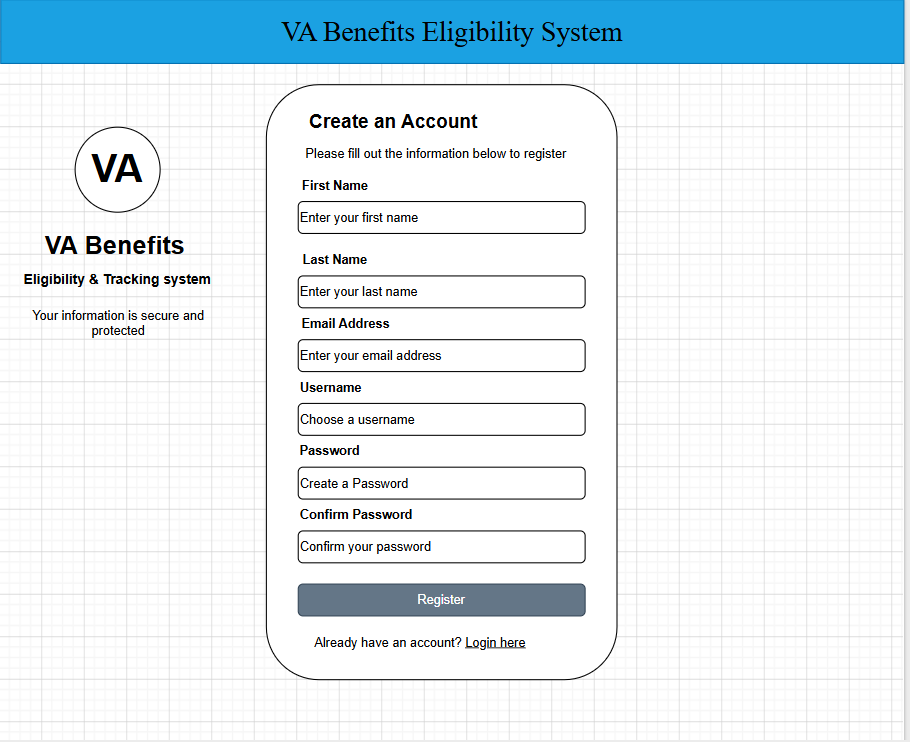 VA Benefits Eligibility System
VA
VA Benefits
Eligibility & Tracking system
Your information is secure and
protected
Create an Account
Please fill out the information below to register
First Name
Enter your first name
Last Name
Enter your last name
Email Address
Enter your email address
Username
Choose a username
Password
Create a Password
Confirm Password
Confirm your password
Register
Already have an account? Login here